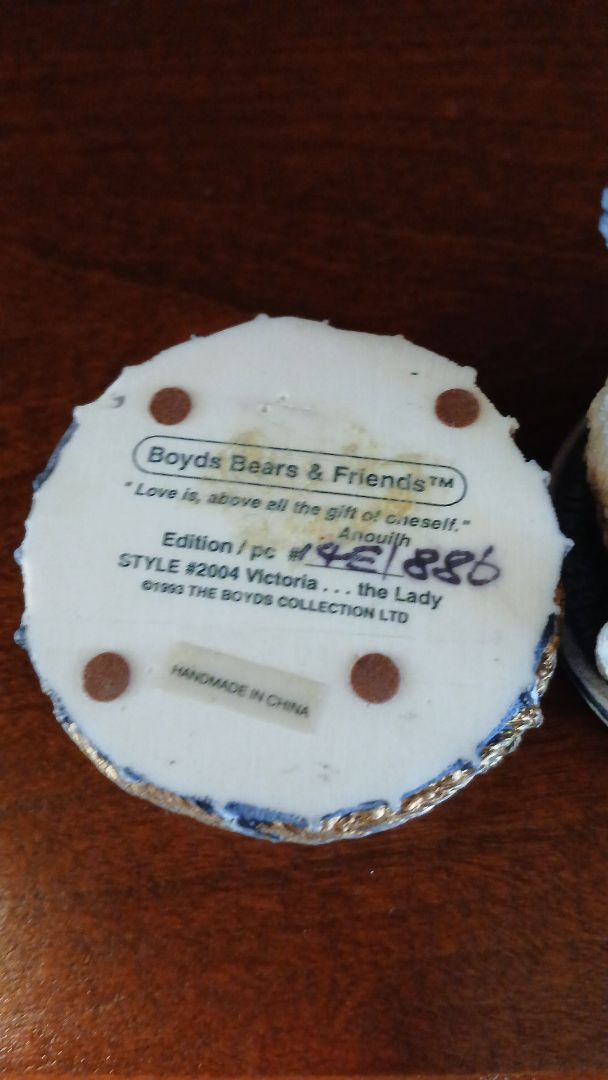 Boyds Bears & Friends™
"Love is, above all the gift of oneself."
Anouilh
Edition / pc #14E/886
STYLE #2004 Victoria . . . the Lady
©1993 THE BOYDS COLLECTION LTD
HANDMADE IN CHINA